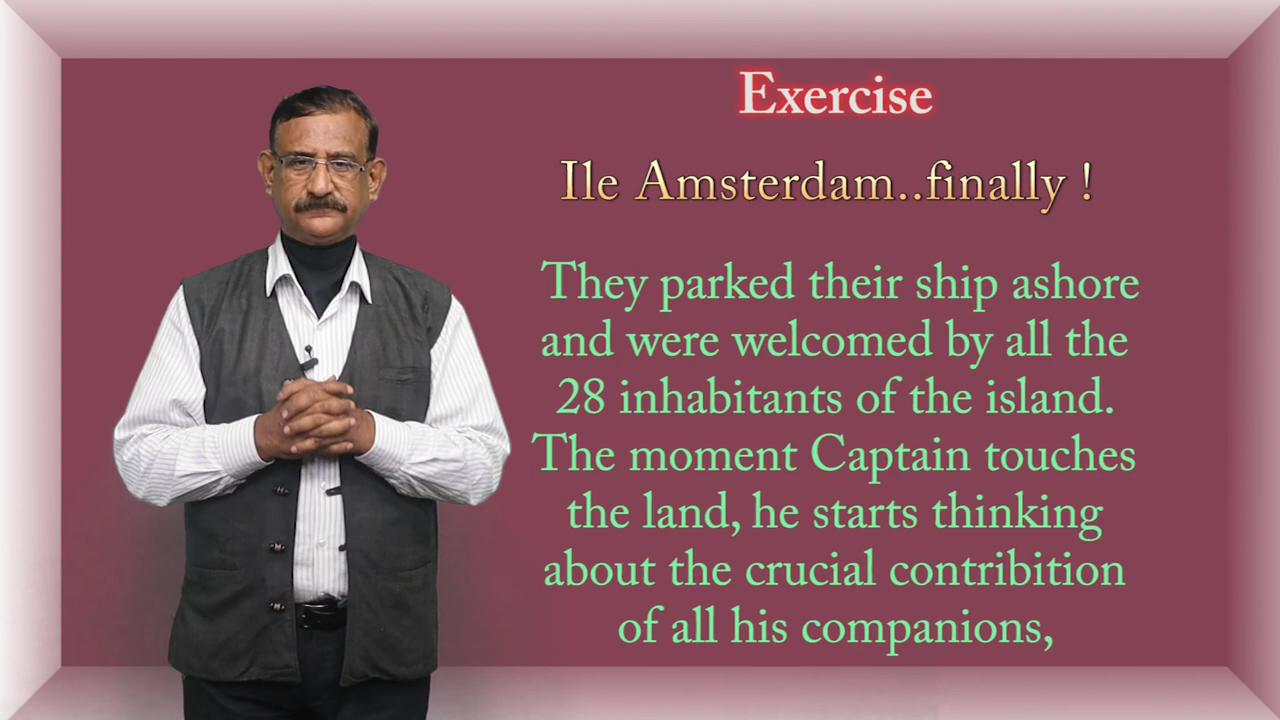 Exercise
Ile Amsterdam..finally !
They parked their ship ashore
and were welcomed by all the
28 inhabitants of the island.
The moment Captain touches
the land, he starts thinking
about the crucial contribition
of all his companions,